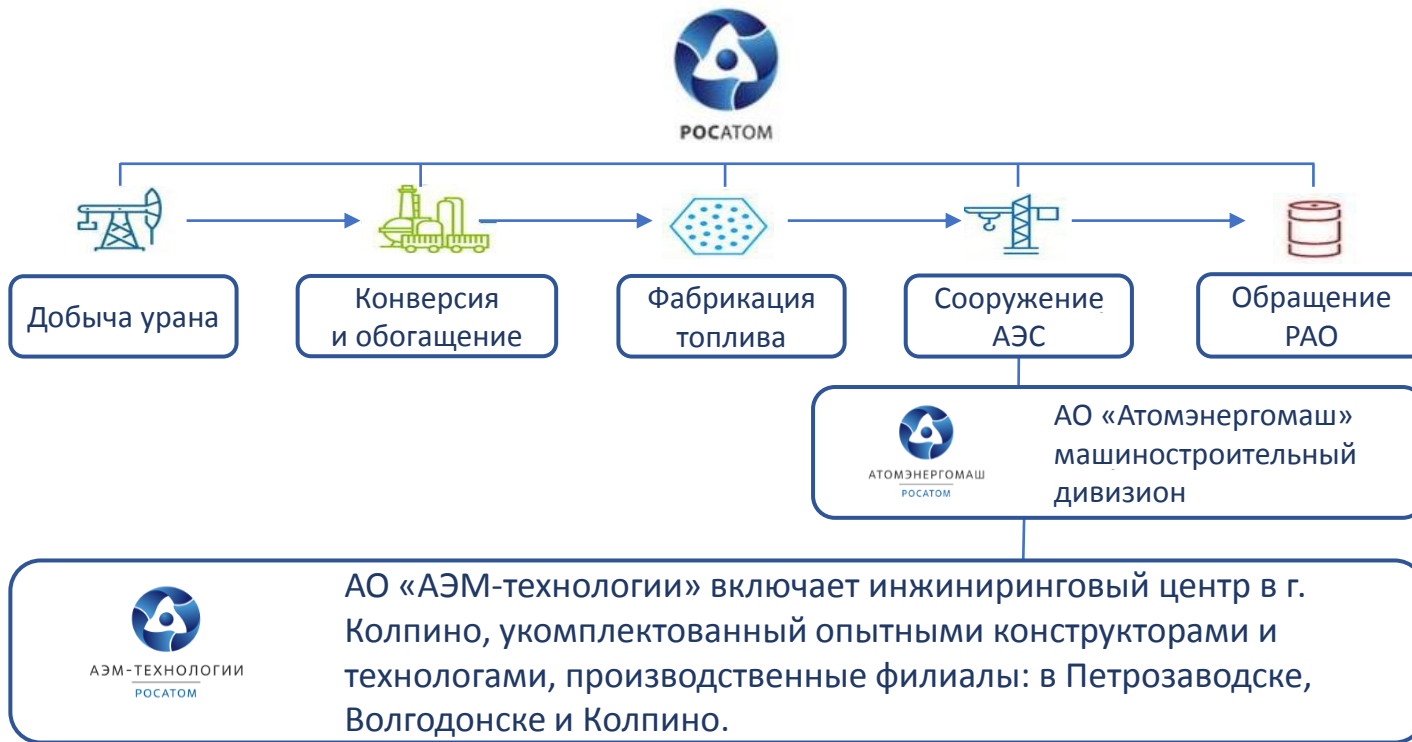 РОСАТОМ
Добыча урана
Конверсия
и обогащение
Фабрикация
топлива
Сооружение
АЭС
Обращение
РАО
АТОМЭНЕРГОМАШ
РОСАТОМ
АО «Атомэнергомаш»
машиностроительный
дивизион
АЭМ-ТЕХНОЛОГИИ
РОСАТОМ
АО «АЭМ-технологии» включает инжиниринговый центр в г.
Колпино, укомплектованный опытными конструкторами и
технологами, производственные филиалы: в Петрозаводске,
Волгодонске и Колпино.